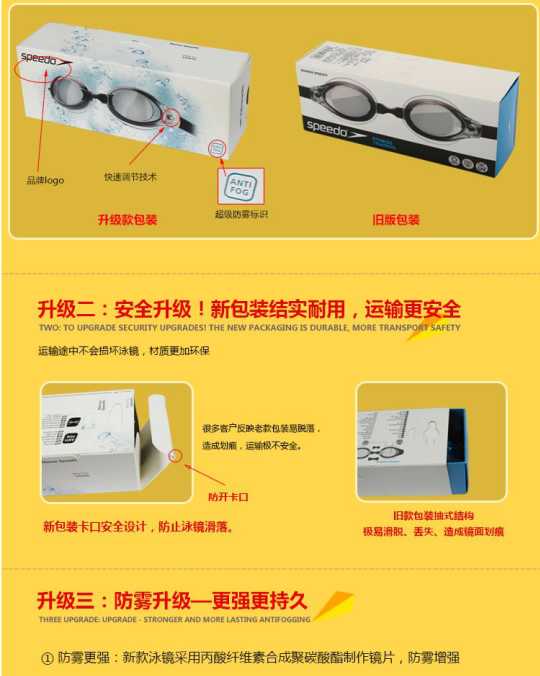 speedo
speedo
ANTI
FOG
品牌logo
快速调节技术
超级防雾标识
升级款包装
旧版包装
升级二：安全升级！新包装结实耐用，运输更安全
TWO: TO UPGRADE SECURITY UPGRADES! THE NEW PACKAGING IS DURABLE, MORE TRANSPORT SAFETY
运输途中不会损坏泳镜，材质更加环保
很多客户反映老款包装易脱落，
造成划痕，运输极不安全。
防开卡口
新包装卡口安全设计，防止泳镜滑落。
旧款包装抽式结构
极易滑脱、丢失、造成镜面划痕
升级三：防雾升级—更强更持久
THREE UPGRADE: UPGRADE - STRONGER AND MORE LASTING ANTIFOGGING
① 防雾更强：新款泳镜采用丙酸纤维素合成聚碳酸酯制作镜片，防雾增强